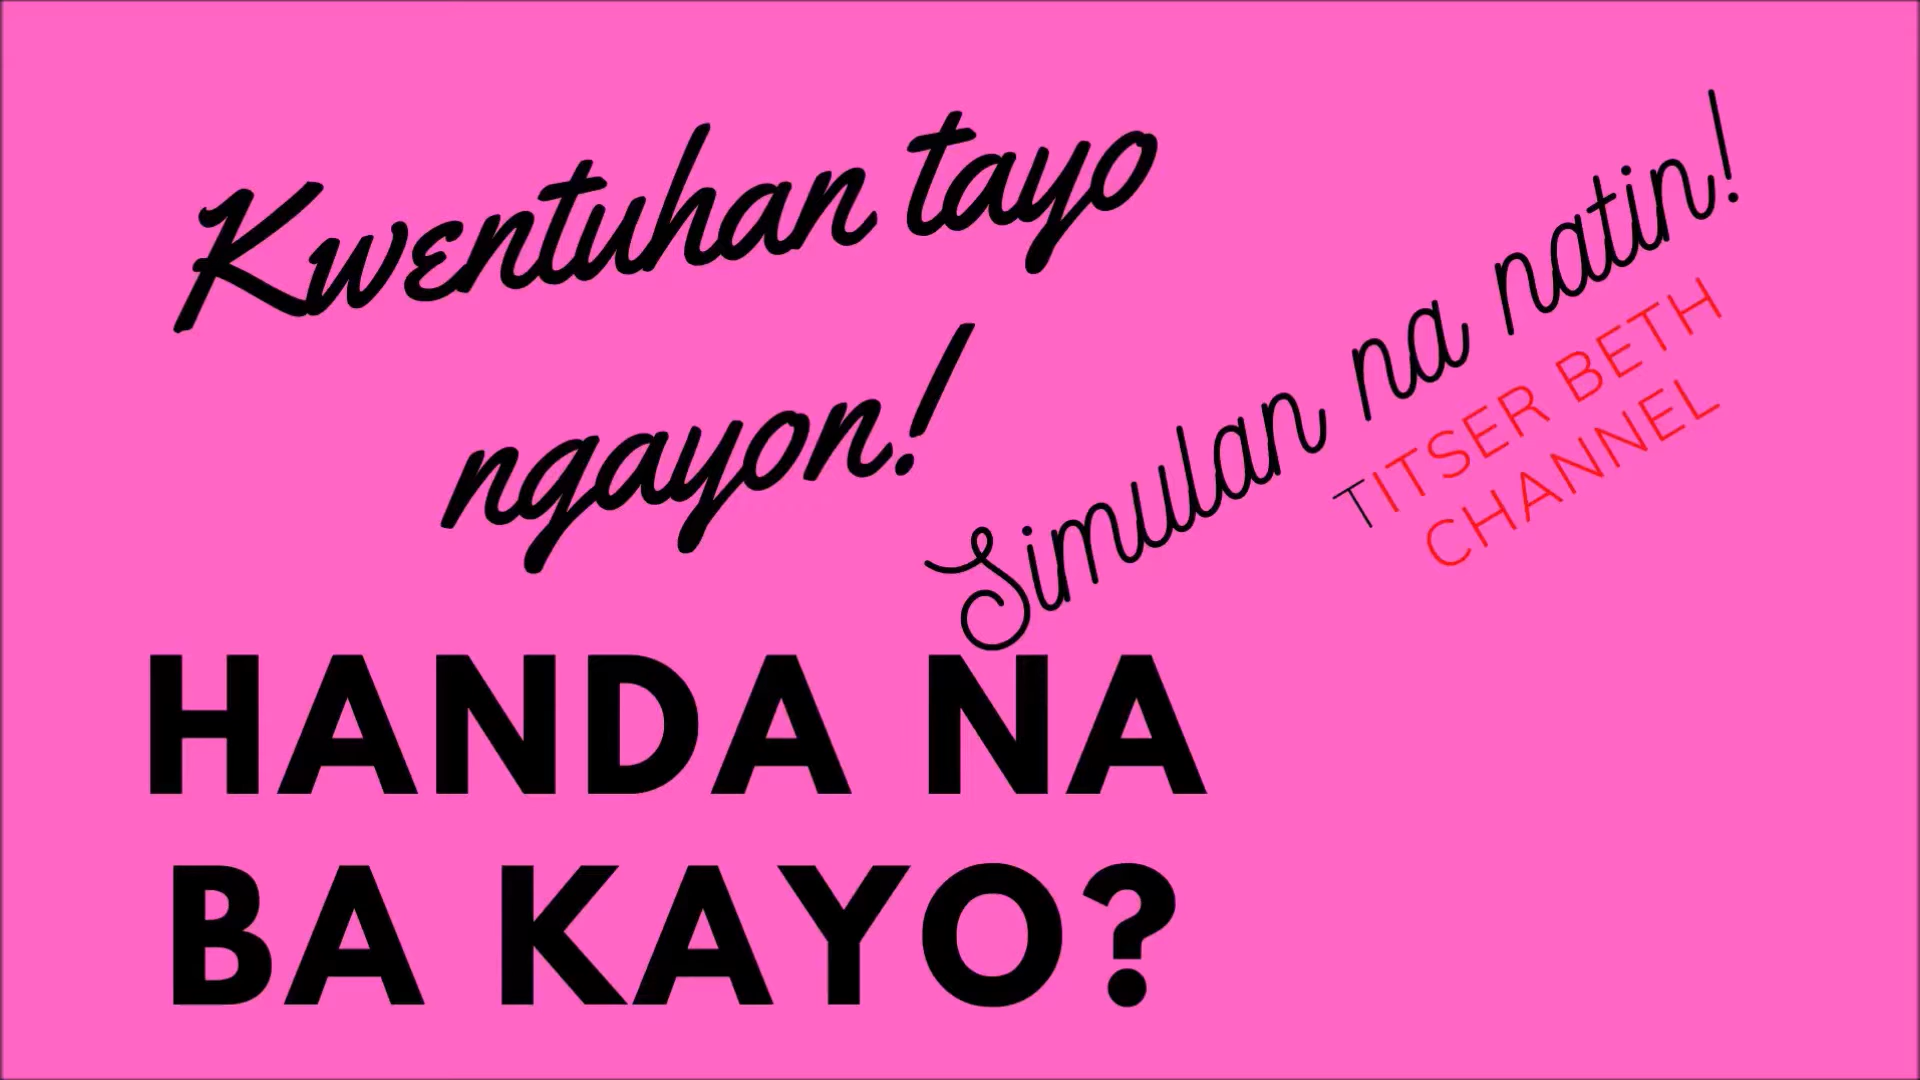 Kwentuhan tayo
ngayon!
Simulan na natin!
TITSER BETH
CHANNEL
HANDA NA
BA KAYO?